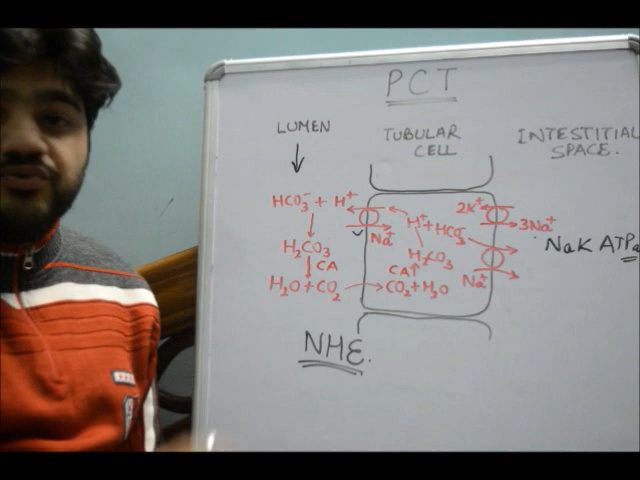 PCT
LUMEN
TUBULAR
CELL
INTESTITIAL
SPACE.
HCO₃⁻ + H⁺
H₂CO₃
CA
H₂O + CO₂
Na⁺
H⁺ + HCO₃⁻
H₂CO₃
CA
CO₂ + H₂O
2K⁺
3Na⁺
Na⁺
NaK ATPa
NHE.